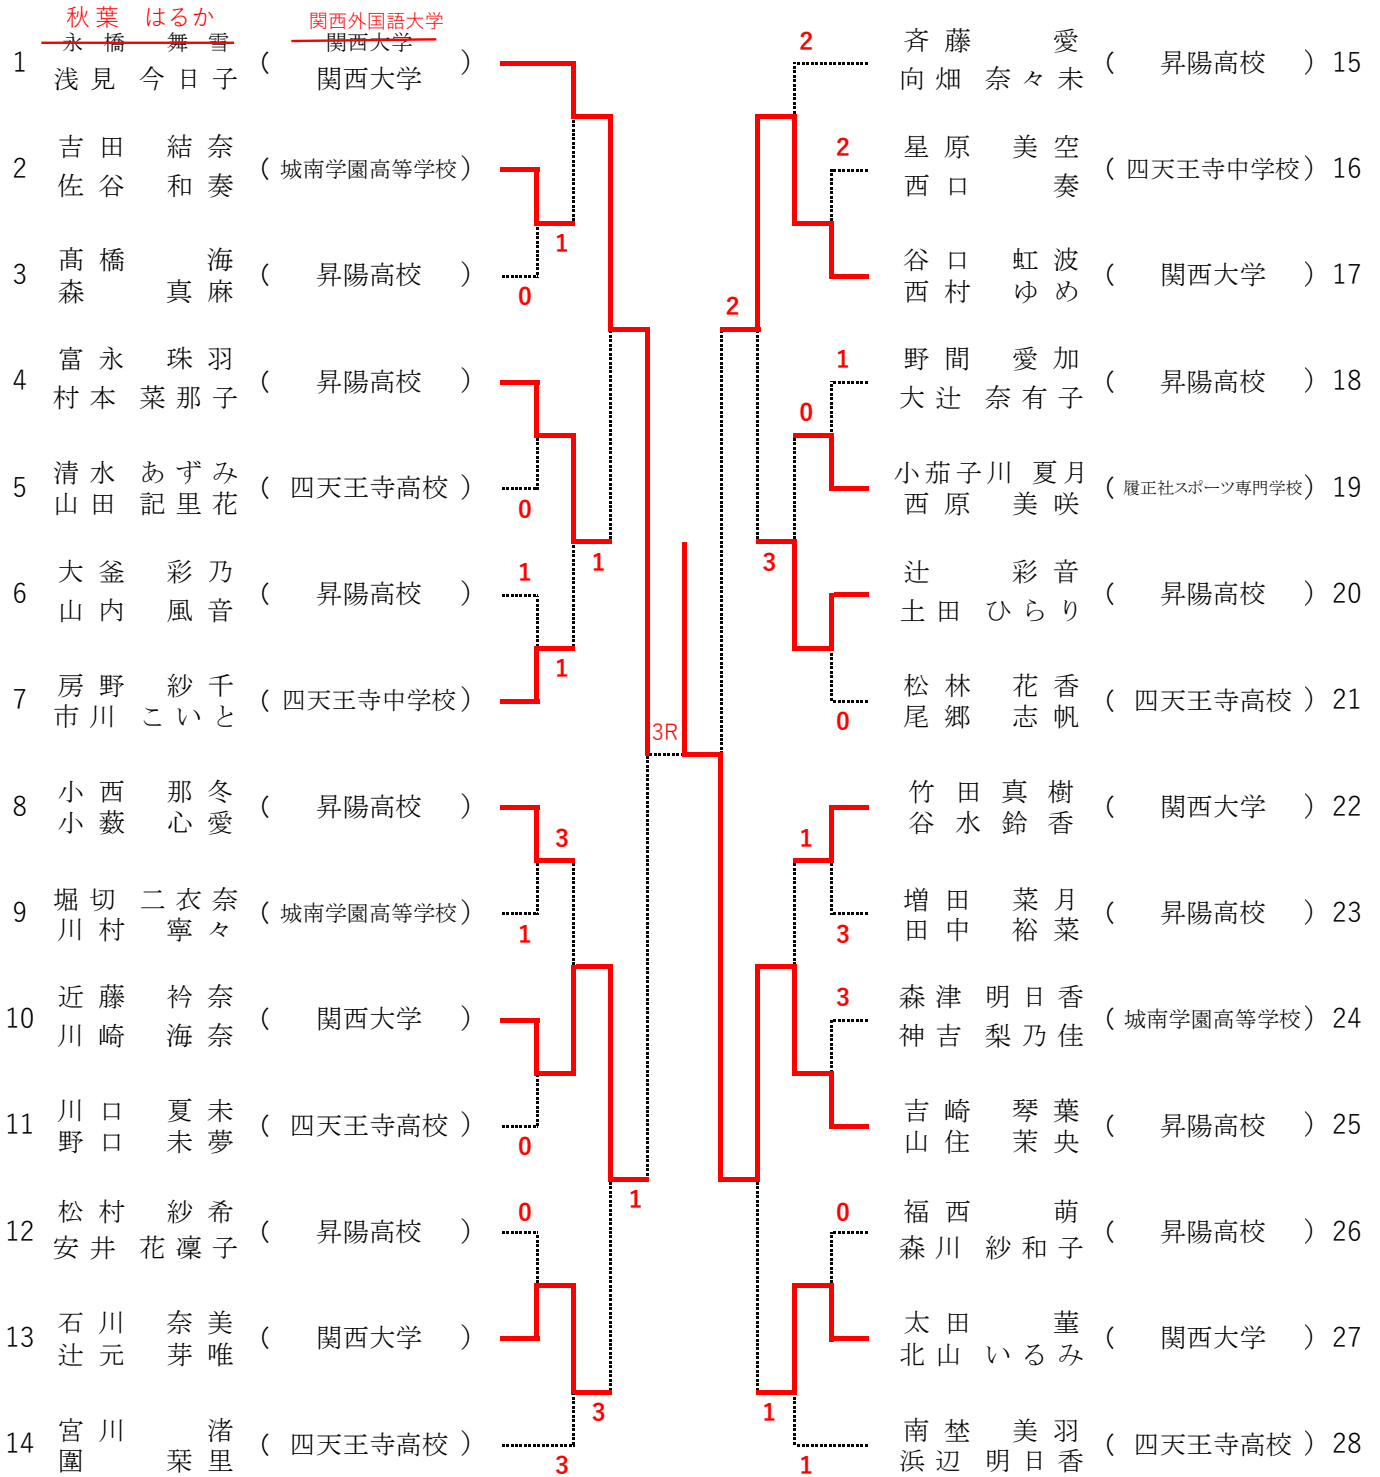 秋葉 はるか 関西外国語大学
永橋 舞雪 関西大学
1 浅見 今日子 ( 関西大学 )
吉田 結奈
2 佐谷 和奏 ( 城南学園高等学校 )
1
髙橋 海
3 森 真麻 ( 昇陽高校 )
0
富永 珠羽
4 村本 菜那子 ( 昇陽高校 )
清水 あずみ
5 山田 記里花 ( 四天王寺高校 )
0
1
大釜 彩乃
1
6 山内 風音 ( 昇陽高校 )
1
房野 紗千
7 市川 こいと ( 四天王寺中学校 )
3R
小西 那冬
8 小薮 心愛 ( 昇陽高校 )
3
堀切 二衣奈
9 川村 寧々 ( 城南学園高等学校 )
1
近藤 衿奈
10 川崎 海奈 ( 関西大学 )
川口 夏未
11 野口 未夢 ( 四天王寺高校 )
0
1
松村 紗希
0
12 安井 花凜子 ( 昇陽高校 )
石川 奈美
13 辻元 芽唯 ( 関西大学 )
3
宮川 渚
14 圍 栞里 ( 四天王寺高校 )
3
2
斉藤 愛
向畑 奈々未 ( 昇陽高校 ) 15
2
星原 美空
西口 奏 ( 四天王寺中学校 ) 16
谷口 虹波
西村 ゆめ ( 関西大学 ) 17
2
1
野間 愛加
大辻 奈有子 ( 昇陽高校 ) 18
0
小茄子川 夏月
西原 美咲 ( 履正社スポーツ専門学校 ) 19
3
辻 彩音
土田 ひらり ( 昇陽高校 ) 20
松林 花香
尾郷 志帆 ( 四天王寺高校 ) 21
0
竹田 真樹
谷水 鈴香 ( 関西大学 ) 22
1
増田 菜月
田中 裕菜 ( 昇陽高校 ) 23
3
3
森津 明日香
神吉 梨乃佳 ( 城南学園高等学校 ) 24
吉崎 琴葉
山住 茉央 ( 昇陽高校 ) 25
0
福西 萌
森川 紗和子 ( 昇陽高校 ) 26
太田 菫
北山 いるみ ( 関西大学 ) 27
1
南埜 美羽
浜辺 明日香 ( 四天王寺高校 ) 28
1